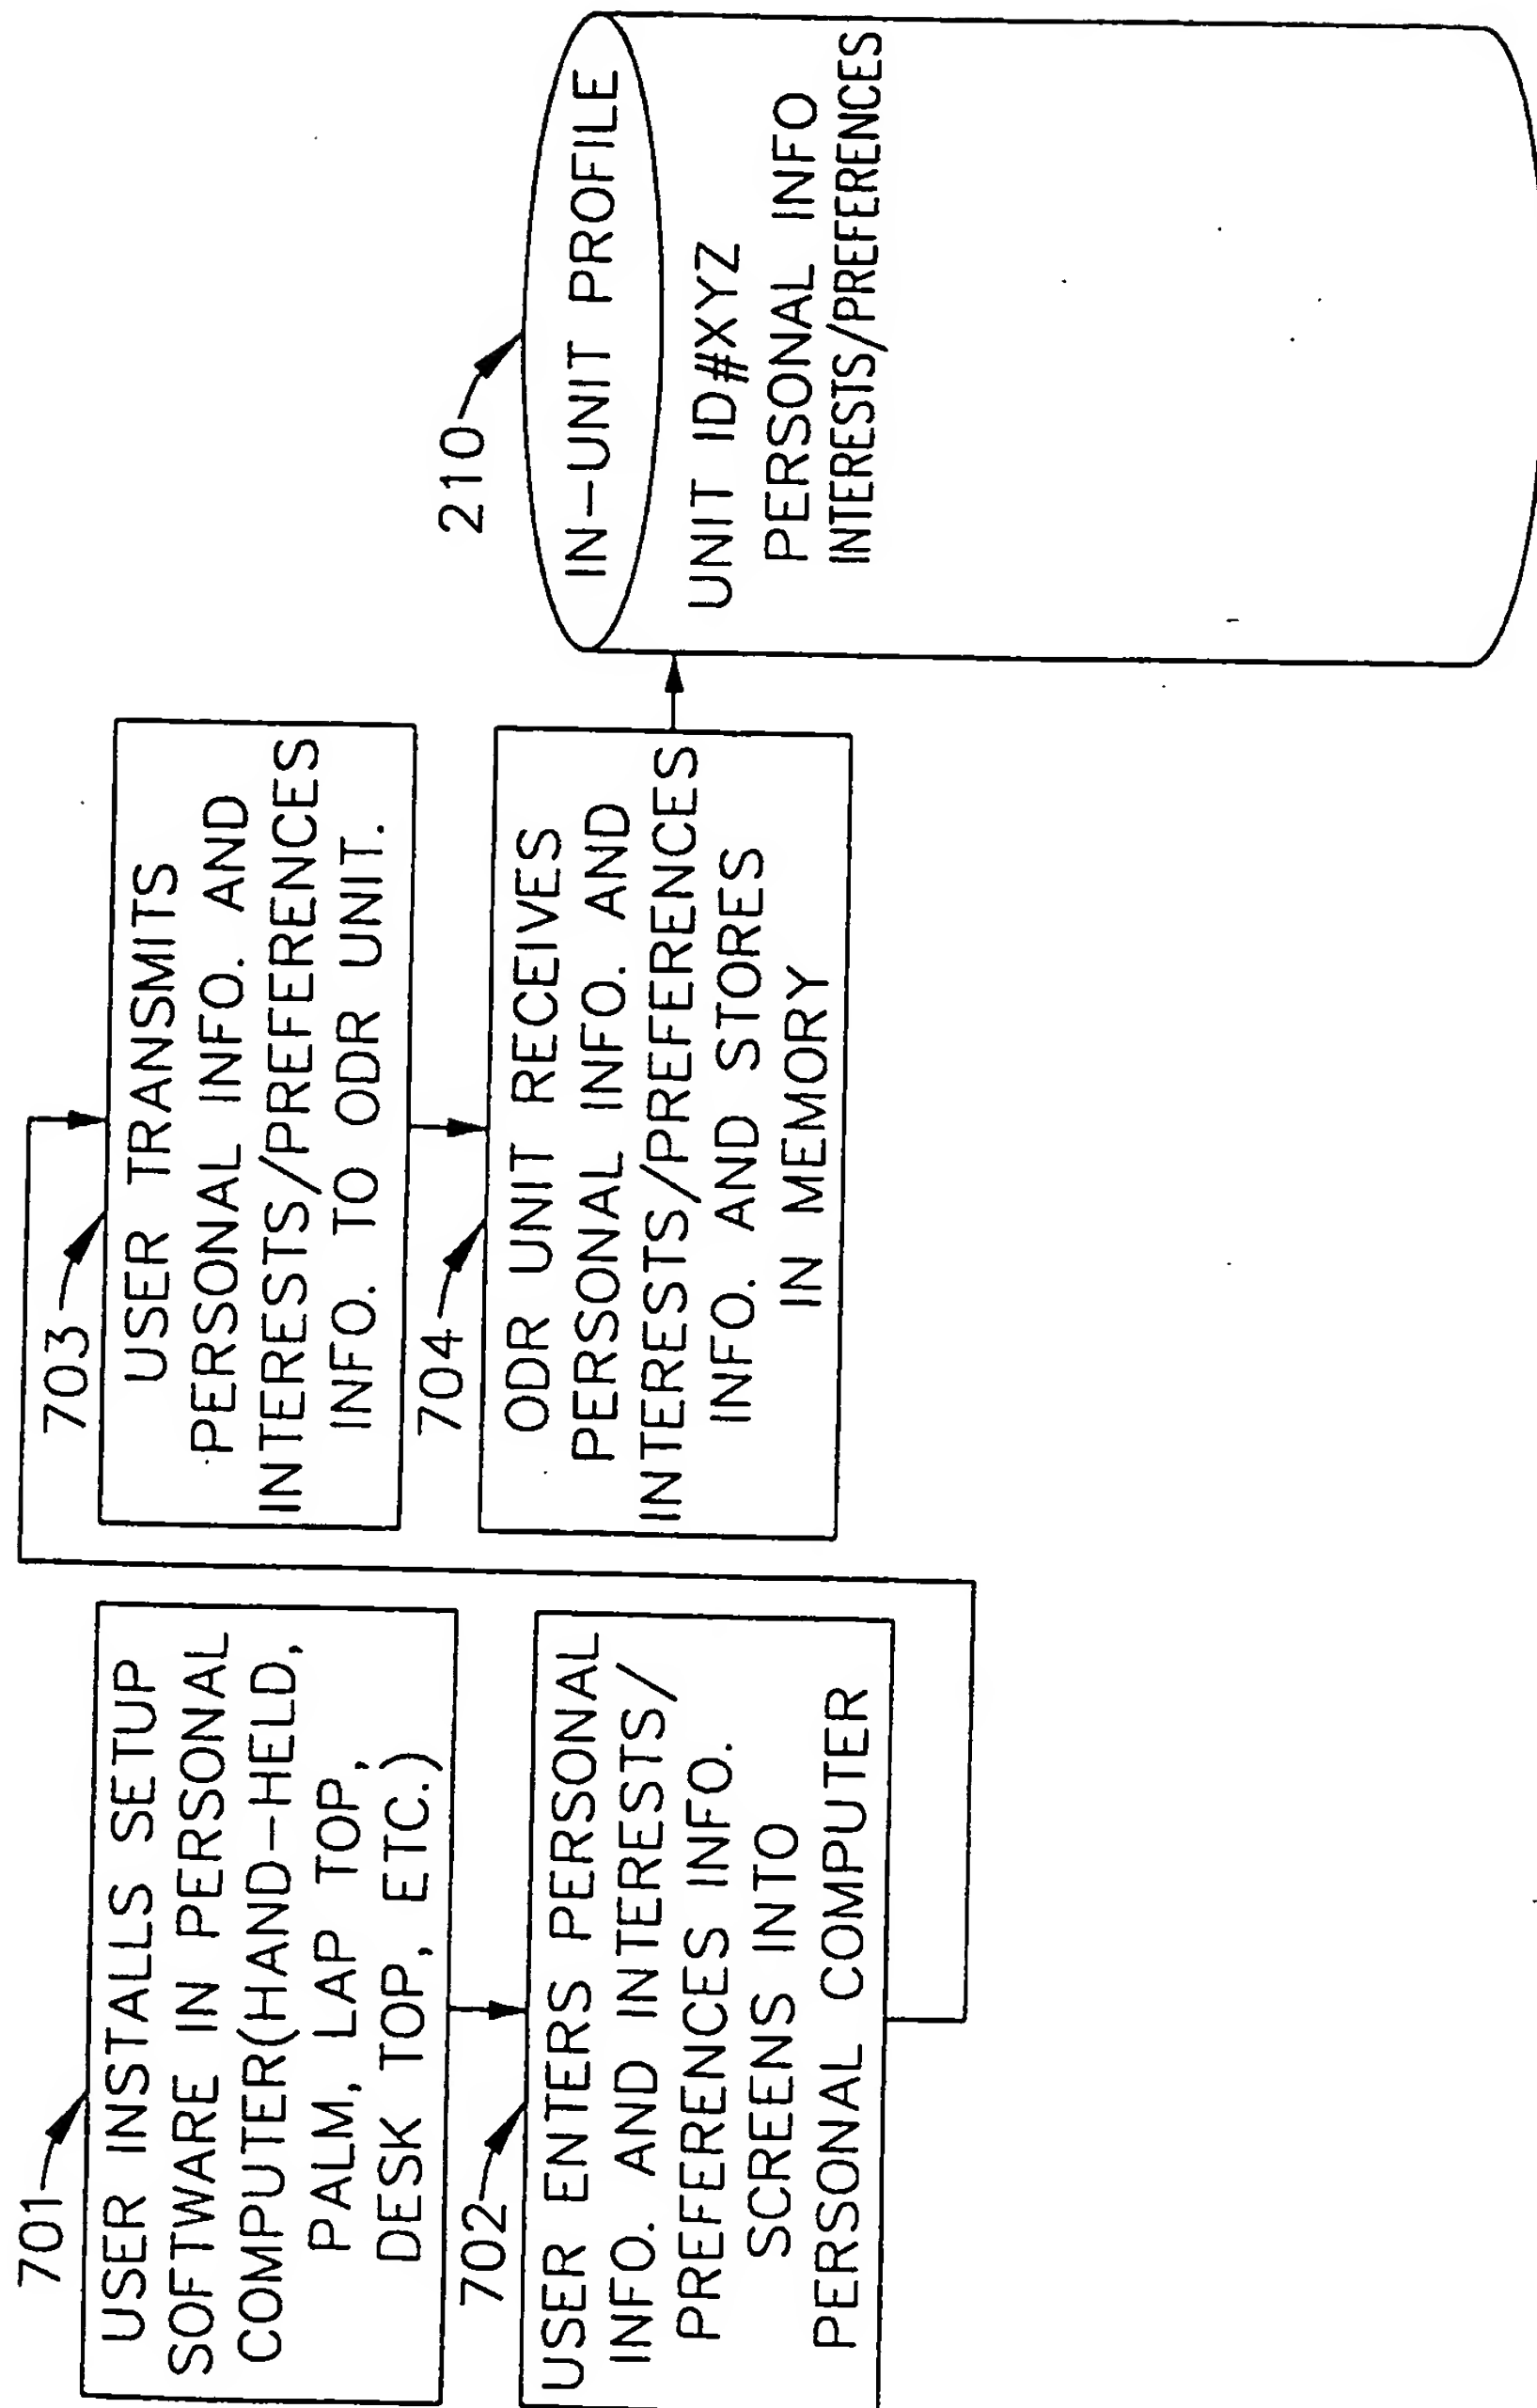 701
USER INSTALLS SETUP
SOFTWARE IN PERSONAL
COMPUTER(HAND-HELD,
PALM, LAP TOP,
DESK TOP, ETC.)
702
USER ENTERS PERSONAL
INFO. AND INTERESTS/
PREFERENCES INFO.
SCREENS INTO
PERSONAL COMPUTER
703
USER TRANSMITS
PERSONAL INFO. AND
INTERESTS/PREFERENCES
INFO. TO ODR UNIT.
704
ODR UNIT RECEIVES
PERSONAL INFO. AND
INTERESTS/PREFERENCES
INFO. AND STORES
IN MEMORY
210
IN-UNIT PROFILE
UNIT ID#XYZ
PERSONAL INFO
INTERESTS/PREFERENCES